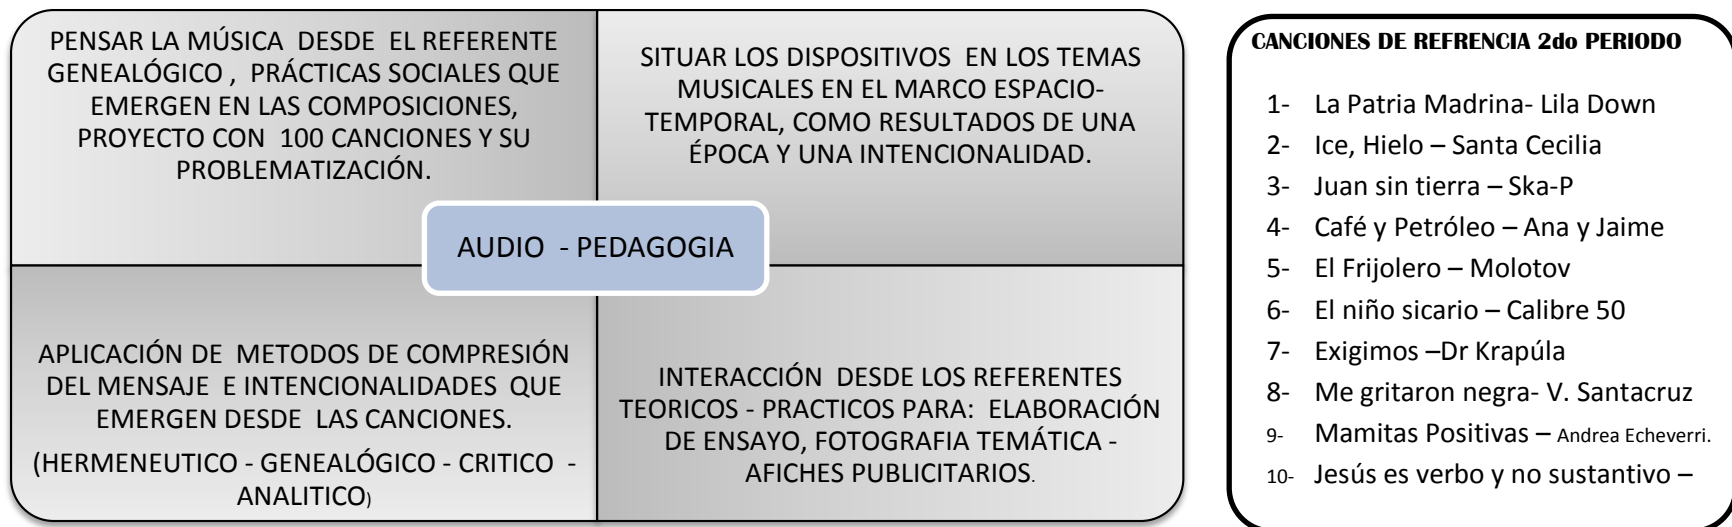 PENSAR LA MÚSICA DESDE EL REFERENTE
GENEALÓGICO , PRÁCTICAS SOCIALES QUE
EMERGEN EN LAS COMPOSICIONES,
PROYECTO CON 100 CANCIONES Y SU
PROBLEMATIZACIÓN.
SITUAR LOS DISPOSITIVOS EN LOS TEMAS
MUSICALES EN EL MARCO ESPACIO-
TEMPORAL, COMO RESULTADOS DE UNA
ÉPOCA Y UNA INTENCIONALIDAD.
AUDIO - PEDAGOGIA
APLICACIÓN DE METODOS DE COMPRESIÓN
DEL MENSAJE E INTENCIONALIDADES QUE
EMERGEN DESDE LAS CANCIONES.
(HERMENEUTICO - GENEALÓGICO - CRITICO -
ANALITICO)
INTERACCIÓN DESDE LOS REFERENTES
TEORICOS - PRACTICOS PARA: ELABORACIÓN
DE ENSAYO, FOTOGRAFIA TEMÁTICA -
AFICHES PUBLICITARIOS.
CANCIONES DE REFRENCIA 2do PERIODO
1- La Patria Madrina- Lila Down
2- Ice, Hielo – Santa Cecilia
3- Juan sin tierra – Ska-P
4- Café y Petróleo – Ana y Jaime
5- El Frijolero – Molotov
6- El niño sicario – Calibre 50
7- Exigimos –Dr Krapúla
8- Me gritaron negra- V. Santacruz
9- Mamitas Positivas – Andrea Echeverri.
10- Jesús es verbo y no sustantivo –